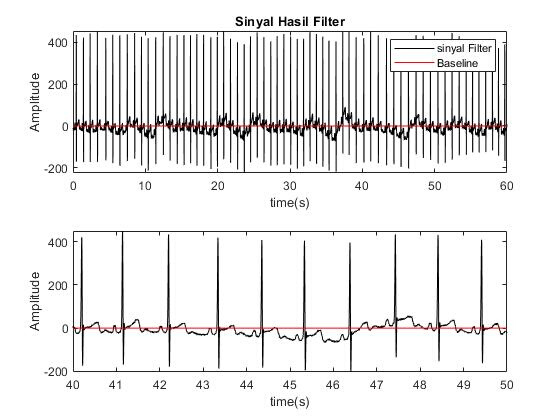 Sinyal Hasil Filter
sinyal Filter
Baseline
Amplitude
400
200
0
-200
0 10 20 30 40 50 60
time(s)
Amplitude
400
200
0
-200
40 41 42 43 44 45 46 47 48 49 50
time(s)